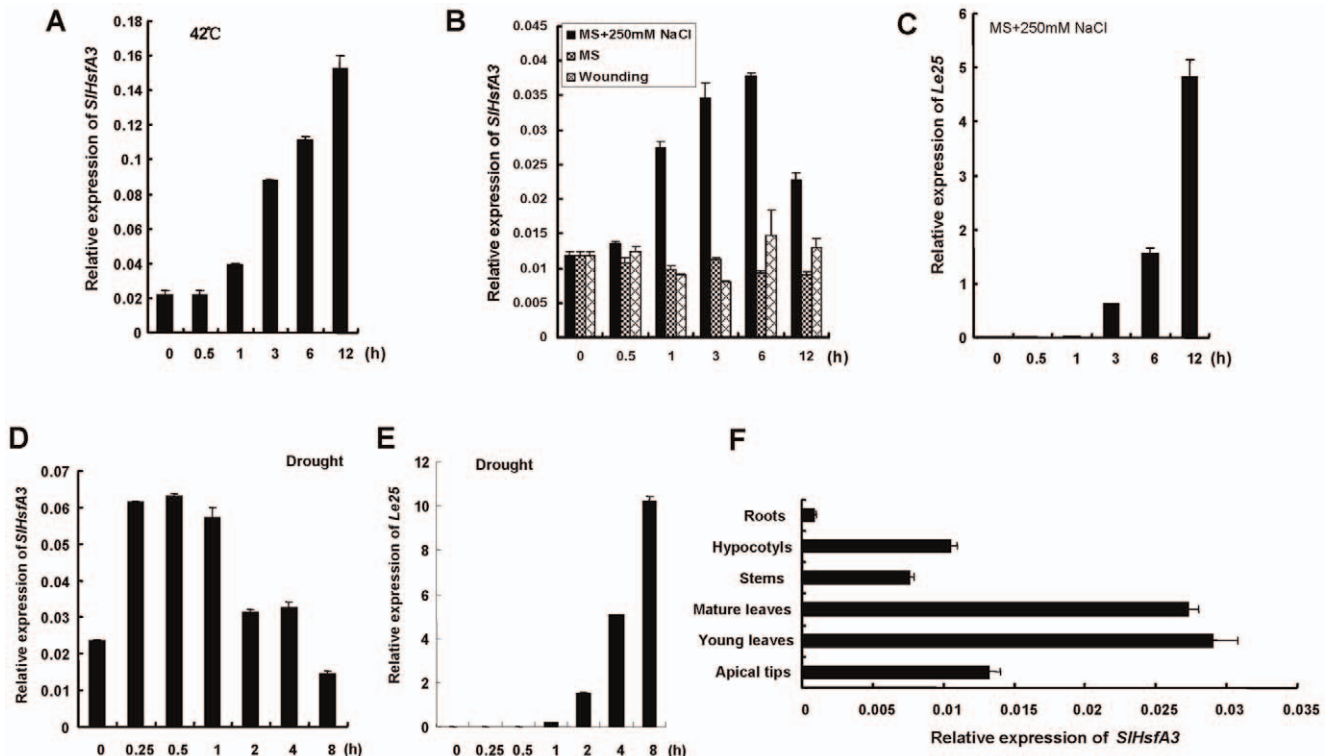 A
42℃
Relative expression of SlHsfA3
0.18
0.16
0.14
0.12
0.1
0.08
0.06
0.04
0.02
0
0 0.5 1 3 6 12 (h)
B
MS+250mM NaCl
MS
Wounding
Relative expression of SlHsfA3
0.045
0.04
0.035
0.03
0.025
0.02
0.015
0.01
0.005
0
0 0.5 1 3 6 12 (h)
C
MS+250mM NaCl
Relative expression of Le25
6
5
4
3
2
1
0
0 0.5 1 3 6 12 (h)
D
Drought
Relative expression of SlHsfA3
0.07
0.06
0.05
0.04
0.03
0.02
0.01
0
0 0.25 0.5 1 2 4 8 (h)
E
Drought
Relative expression of Le25
12
10
8
6
4
2
0
0 0.25 0.5 1 2 4 8 (h)
F
Roots
Hypocotyls
Stems
Mature leaves
Young leaves
Apical tips
0 0.005 0.01 0.015 0.02 0.025 0.03 0.035
Relative expression of SlHsfA3